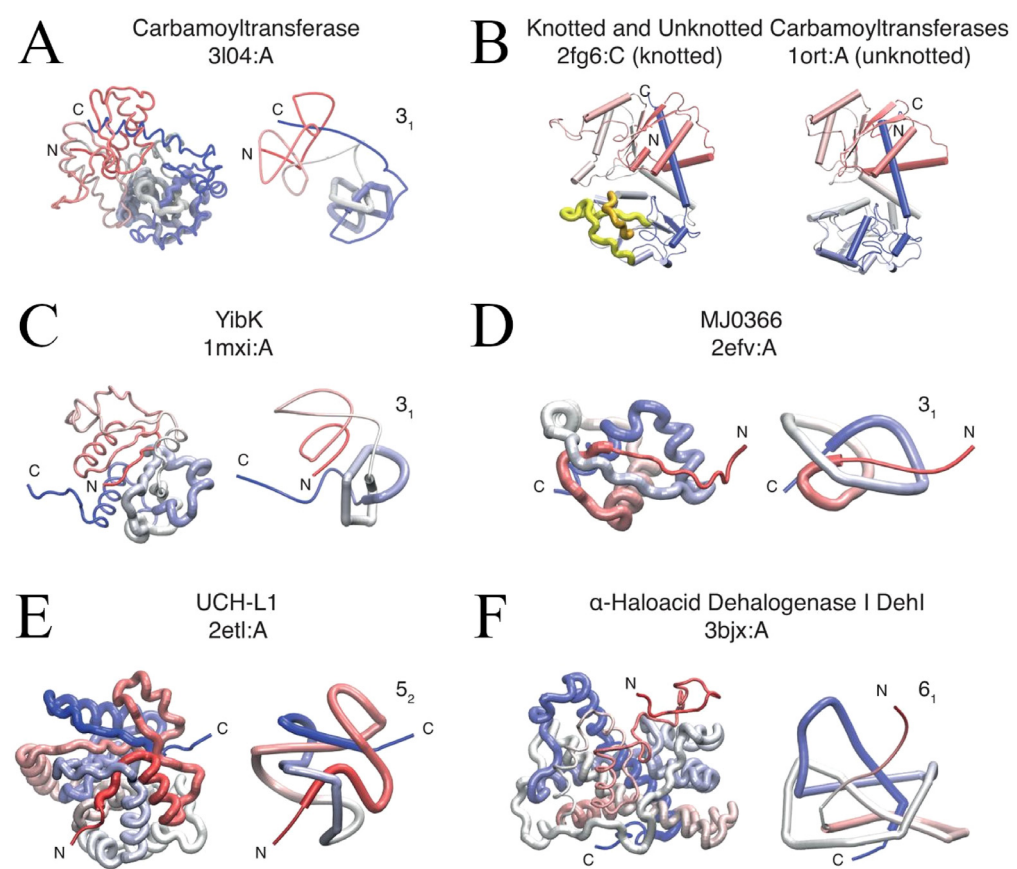 A
Carbamoyltransferase
3l04:A
C
N
C
N
3₁
B
Knotted and Unknotted Carbamoyltransferases
2fg6:C (knotted)
1ort:A (unknotted)
C
N
C
N
C
YibK
1mxi:A
C
N
C
N
3₁
D
MJ0366
2efv:A
N
C
3₁
N
C
E
UCH-L1
2etl:A
C
N
5₂
C
N
F
α-Haloacid Dehalogenase I DehI
3bjx:A
N
C
6₁
N
C